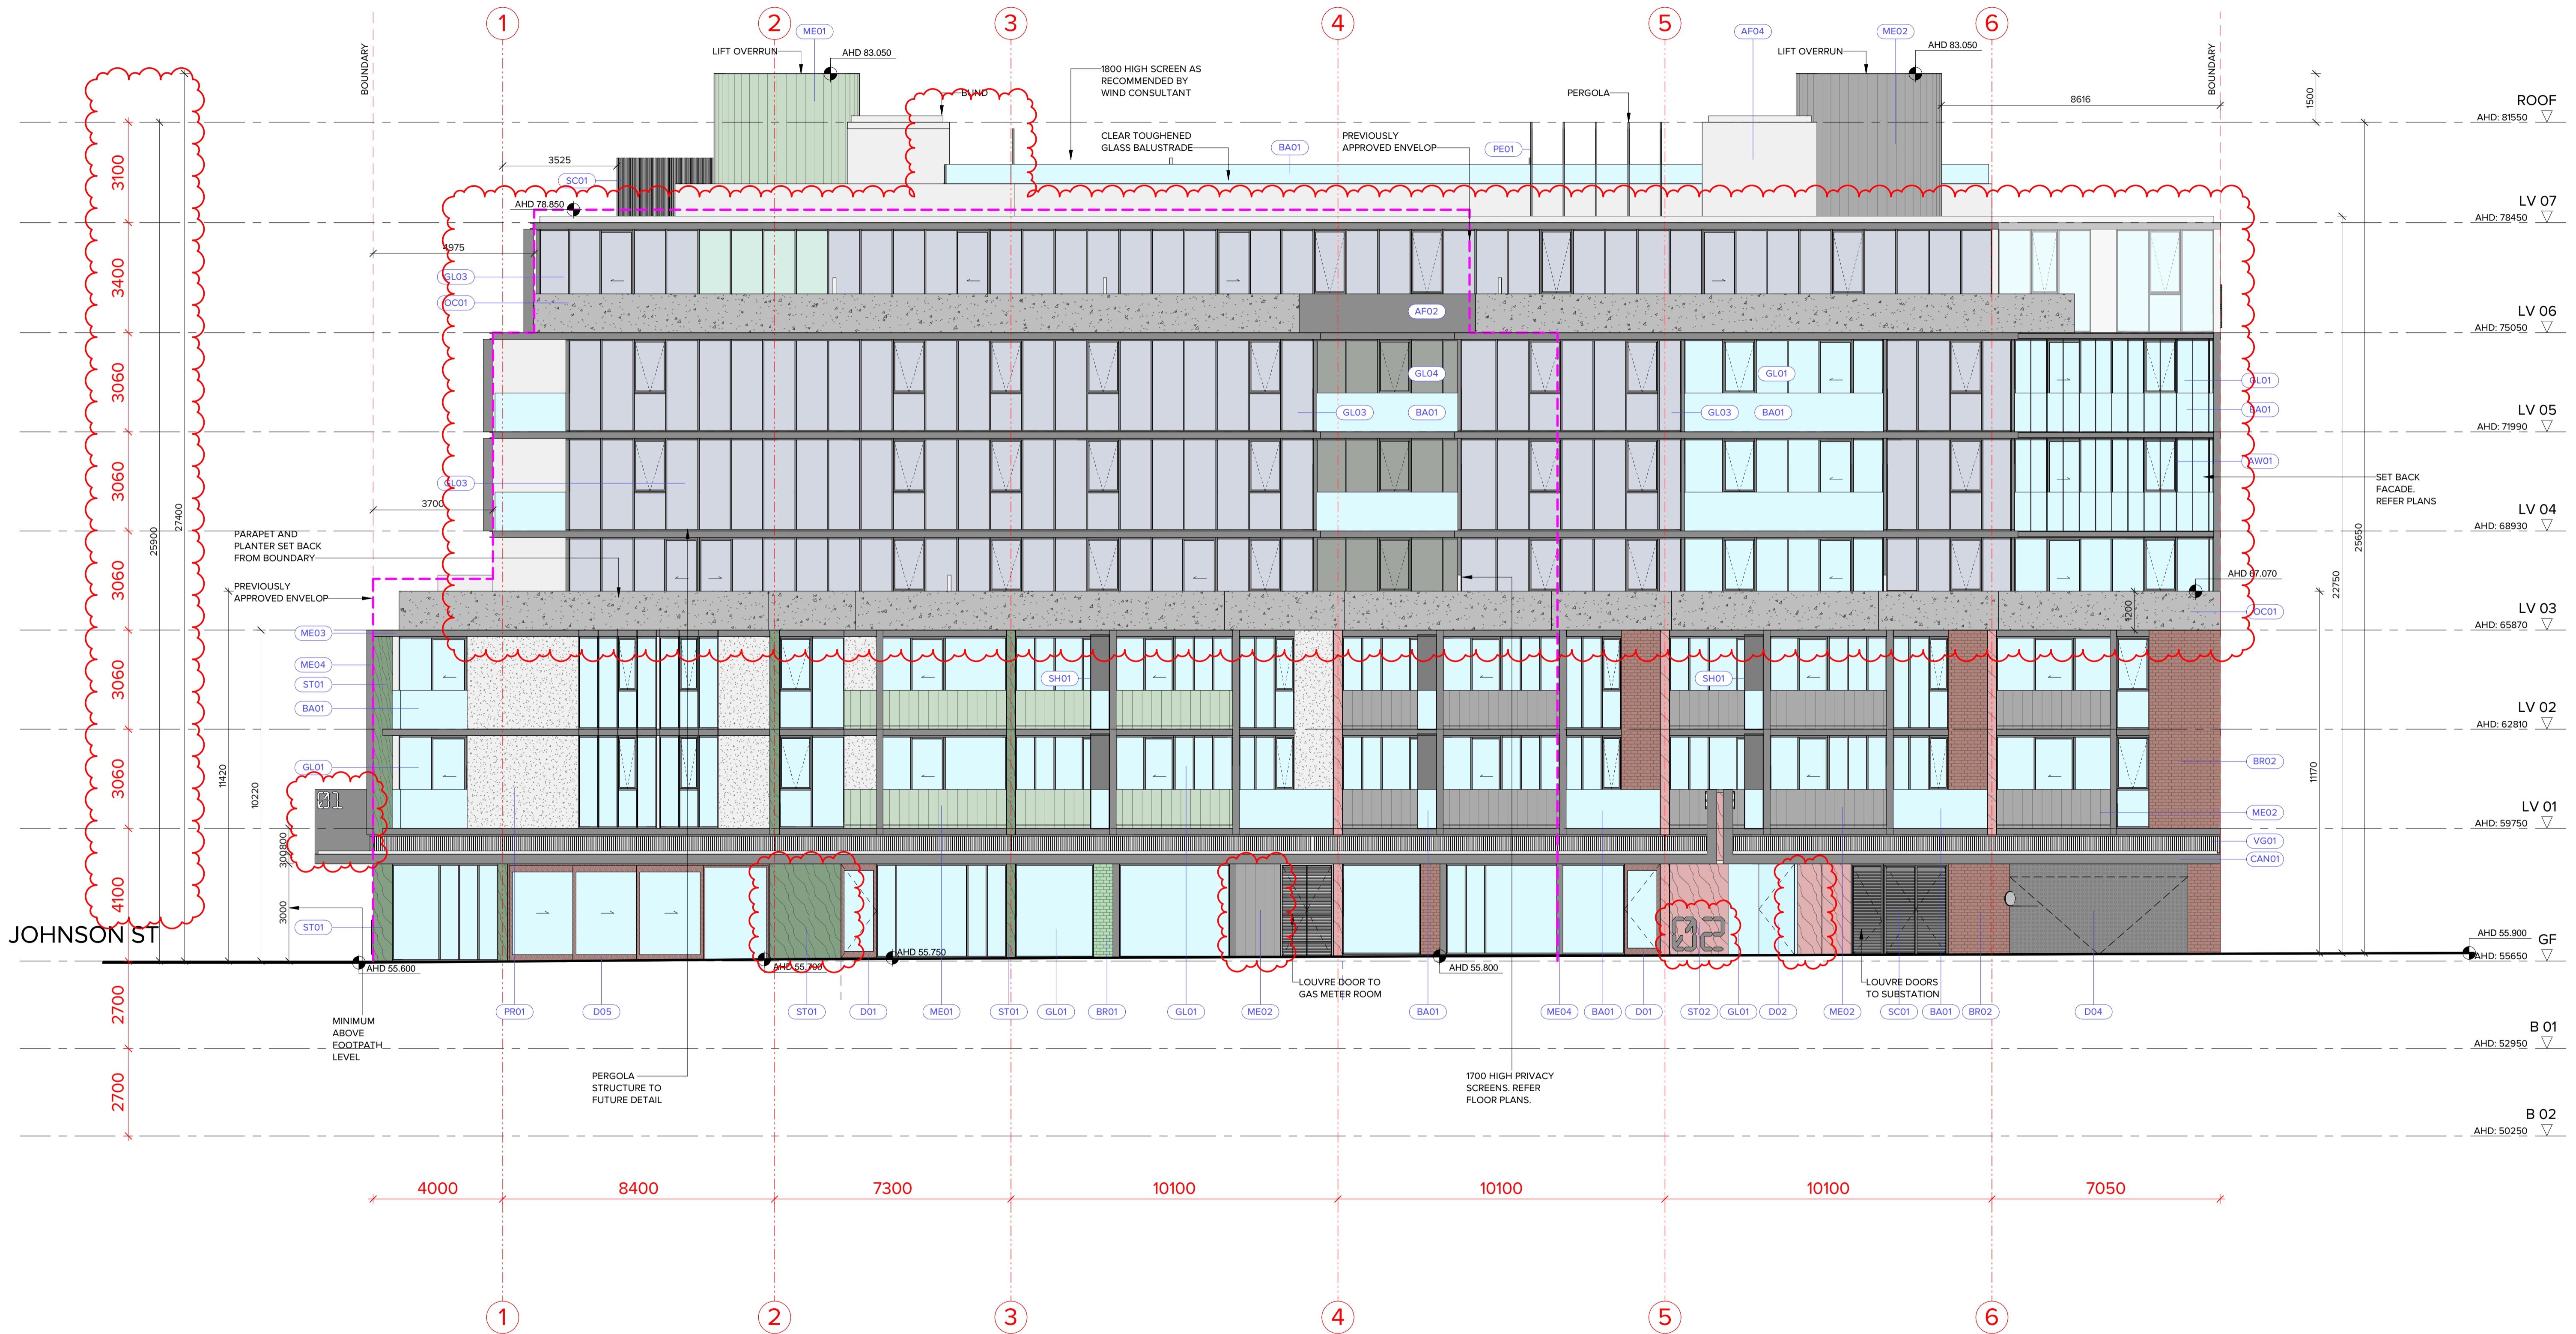 1
2
3
4
5
6
ME01
AF04
ME02
BOUNDARY
BOUNDARY
LIFT OVERRUN
AHD 83.050
LIFT OVERRUN
AHD 83.050
1800 HIGH SCREEN AS
RECOMMENDED BY
WIND CONSULTANT
BUND
PERGOLA
8616
1500
ROOF
AHD: 81550
CLEAR TOUGHENED
GLASS BALUSTRADE
BA01
PREVIOUSLY
APPROVED ENVELOP
PE01
3525
SC01
3100
AHD 78.850
LV 07
AHD: 78450
4975
GL03
OC01
3400
AF02
LV 06
AHD: 75050
3060
GL04
GL01
GL01
GL03
BA01
GL03
BA01
BA01
LV 05
AHD: 71990
3060
GL03
AW01
SET BACK
FACADE.
REFER PLANS
3700
27400
25900
25650
22750
LV 04
AHD: 68930
PARAPET AND
PLANTER SET BACK
FROM BOUNDARY
3060
PREVIOUSLY
APPROVED ENVELOP
AHD 67.070
1200
OC01
LV 03
AHD: 65870
ME03
ME04
ST01
BA01
3060
SH01
SH01
LV 02
AHD: 62810
3060
GL01
11420
10220
11170
BR02
01
ME02
LV 01
AHD: 59750
VG01
CAN01
800
300
4100
3000
ST01
02
JOHNSON ST
AHD 55.600
AHD 55.700
AHD 55.750
AHD 55.800
AHD 55.900
GF
AHD: 55650
LOUVRE DOOR TO
GAS METER ROOM
LOUVRE DOORS
TO SUBSTATION
2700
PR01
D05
ST01
D01
ME01
ST01
GL01
BR01
GL01
ME02
BA01
ME04
BA01
D01
ST02
GL01
D02
ME02
SC01
BA01
BR02
D04
MINIMUM
ABOVE
FOOTPATH
LEVEL
B 01
AHD: 52950
PERGOLA
STRUCTURE TO
FUTURE DETAIL
1700 HIGH PRIVACY
SCREENS. REFER
FLOOR PLANS.
2700
B 02
AHD: 50250
4000
8400
7300
10100
10100
10100
7050
1
2
3
4
5
6